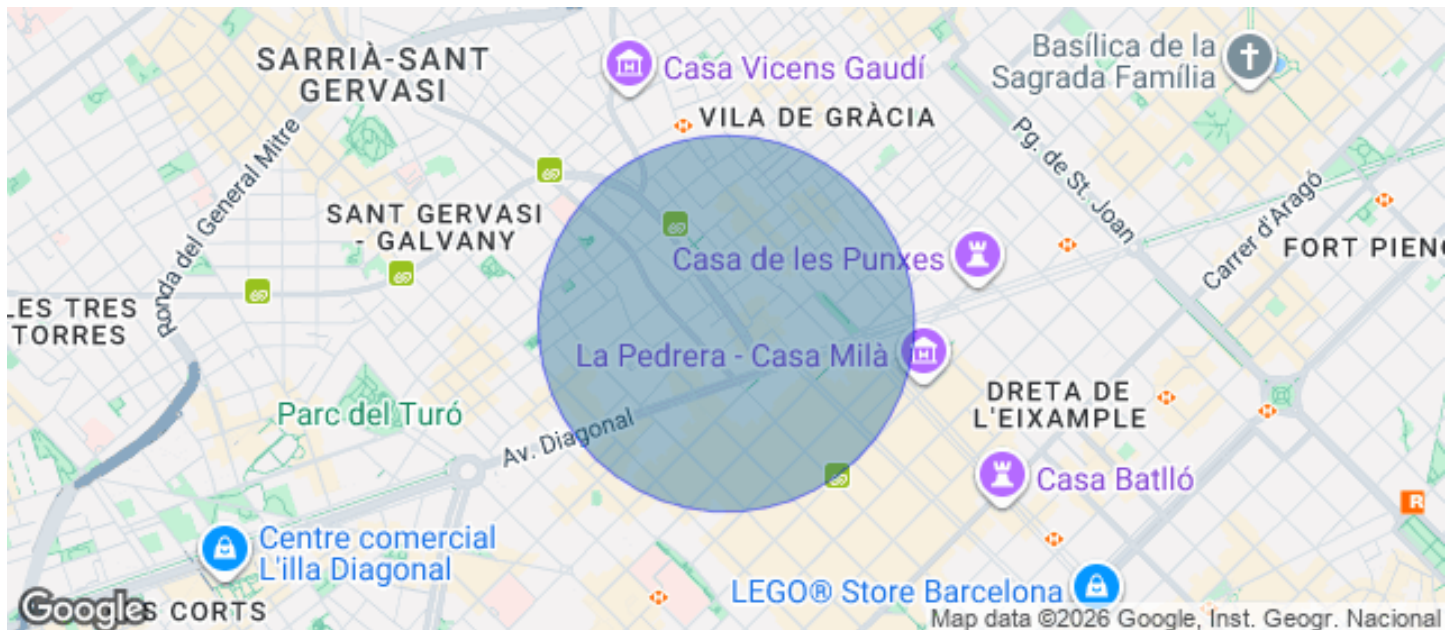 SARRIÀ-SANT
GERVASI
Casa Vicens Gaudí
Basílica de la
Sagrada Família
VILA DE GRÀCIA
Ronda del General Mitre
Pg. de St. Joan
SANT GERVASI
- GALVANY
Casa de les Punxes
Carrer d'Aragó
FORT PIENC
LES TRES
TORRES
La Pedrera - Casa Milà
DRETA DE
L'EIXAMPLE
Parc del Turó
Av. Diagonal
Casa Batlló
R
Centre comercial
L'illa Diagonal
LEGO® Store Barcelona
Google
S CORTS
Map data ©2026 Google, Inst. Geogr. Nacional